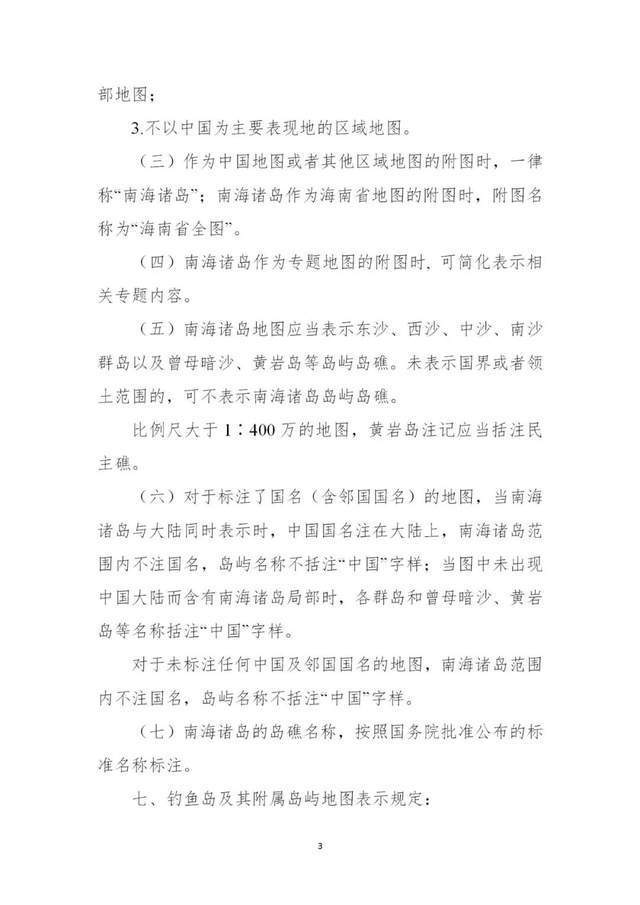 部地图；
3.不以中国为主要表现地的区域地图。
（三）作为中国地图或者其他区域地图的附图时，一律
称“南海诸岛”；南海诸岛作为海南省地图的附图时，附图名
称为“海南省全图”。
（四）南海诸岛作为专题地图的附图时, 可简化表示相
关专题内容。
（五）南海诸岛地图应当表示东沙、西沙、中沙、南沙
群岛以及曾母暗沙、黄岩岛等岛屿岛礁。未表示国界或者领
土范围的，可不表示南海诸岛岛屿岛礁。
比例尺大于 1∶400 万的地图，黄岩岛注记应当括注民
主礁。
（六）对于标注了国名（含邻国国名）的地图，当南海
诸岛与大陆同时表示时，中国国名注在大陆上，南海诸岛范
围内不注国名，岛屿名称不括注“中国”字样；当图中未出现
中国大陆而含有南海诸岛局部时，各群岛和曾母暗沙、黄岩
岛等名称括注“中国”字样。
对于未标注任何中国及邻国国名的地图，南海诸岛范围
内不注国名，岛屿名称不括注“中国”字样。
（七）南海诸岛的岛礁名称，按照国务院批准公布的标
准名称标注。
七、钓鱼岛及其附属岛屿地图表示规定：
3